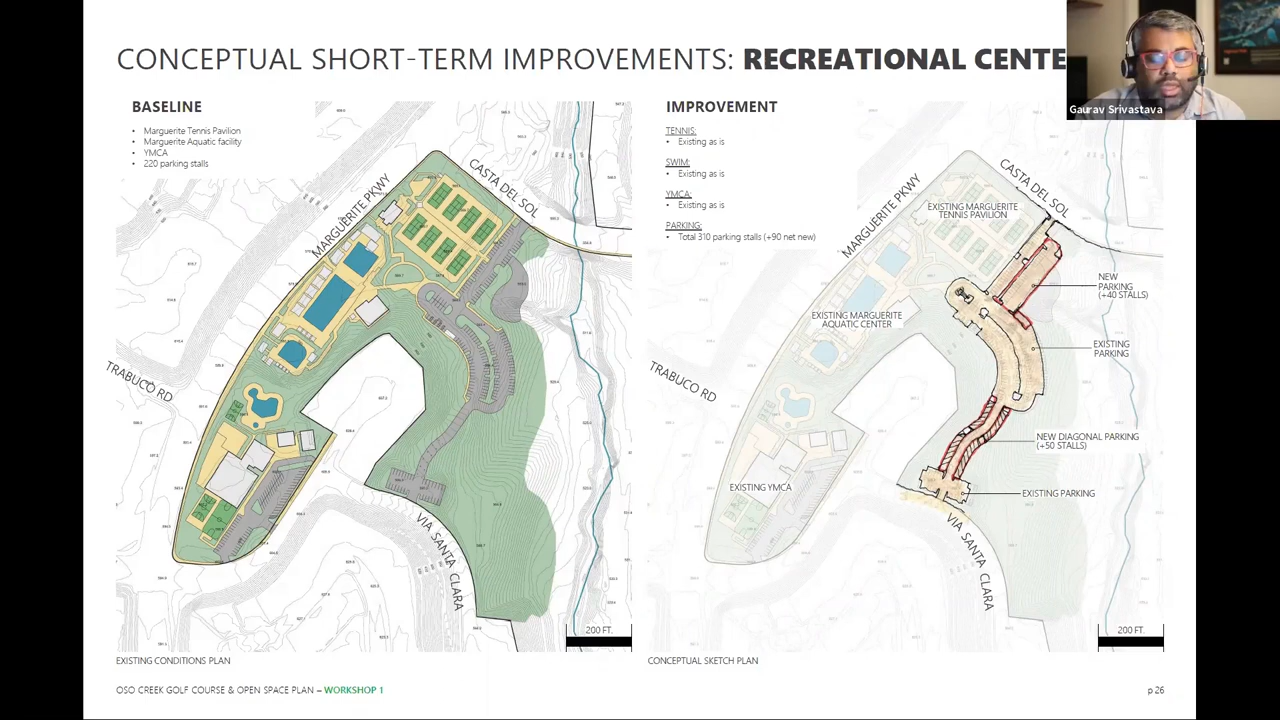 CONCEPTUAL SHORT-TERM IMPROVEMENTS: RECREATIONAL CENTE
Gaurav Srivastava
BASELINE
• Marguerite Tennis Pavilion
• Marguerite Aquatic facility
• YMCA
• 220 parking stalls
MARGUERITE PKWY
CASTA DEL SOL
TRABUCO RD
VIA SANTA CLARA
200 FT.
EXISTING CONDITIONS PLAN
IMPROVEMENT
TENNIS:
• Existing as is
SWIM:
• Existing as is
YMCA:
• Existing as is
PARKING:
• Total 310 parking stalls (+90 net new)
MARGUERITE PKWY
CASTA DEL SOL
EXISTING MARGUERITE
TENNIS PAVILION
NEW
PARKING
(+40 STALLS)
EXISTING MARGUERITE
AQUATIC CENTER
EXISTING
PARKING
TRABUCO RD
NEW DIAGONAL PARKING
(+50 STALLS)
EXISTING YMCA
EXISTING PARKING
VIA SANTA CLARA
200 FT.
CONCEPTUAL SKETCH PLAN
OSO CREEK GOLF COURSE & OPEN SPACE PLAN – WORKSHOP 1
p 26